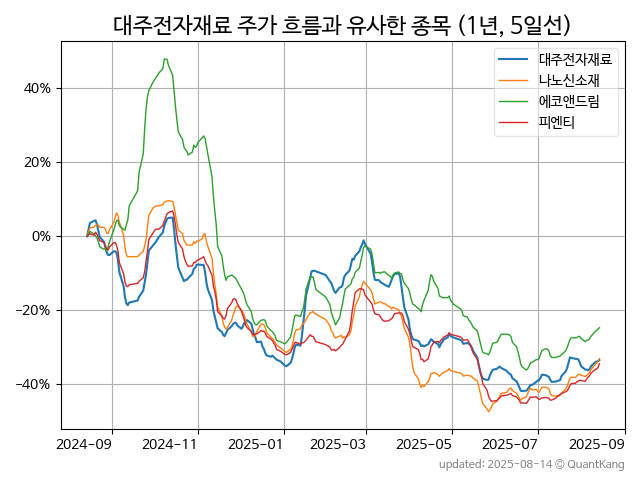 대주전자재료 주가 흐름과 유사한 종목 (1년, 5일선)
대주전자재료
나노신소재
에코앤드림
피엔티
40%
20%
0%
−20%
−40%
2024-09 2024-11 2025-01 2025-03 2025-05 2025-07 2025-09
updated: 2025-08-14 © QuantKang